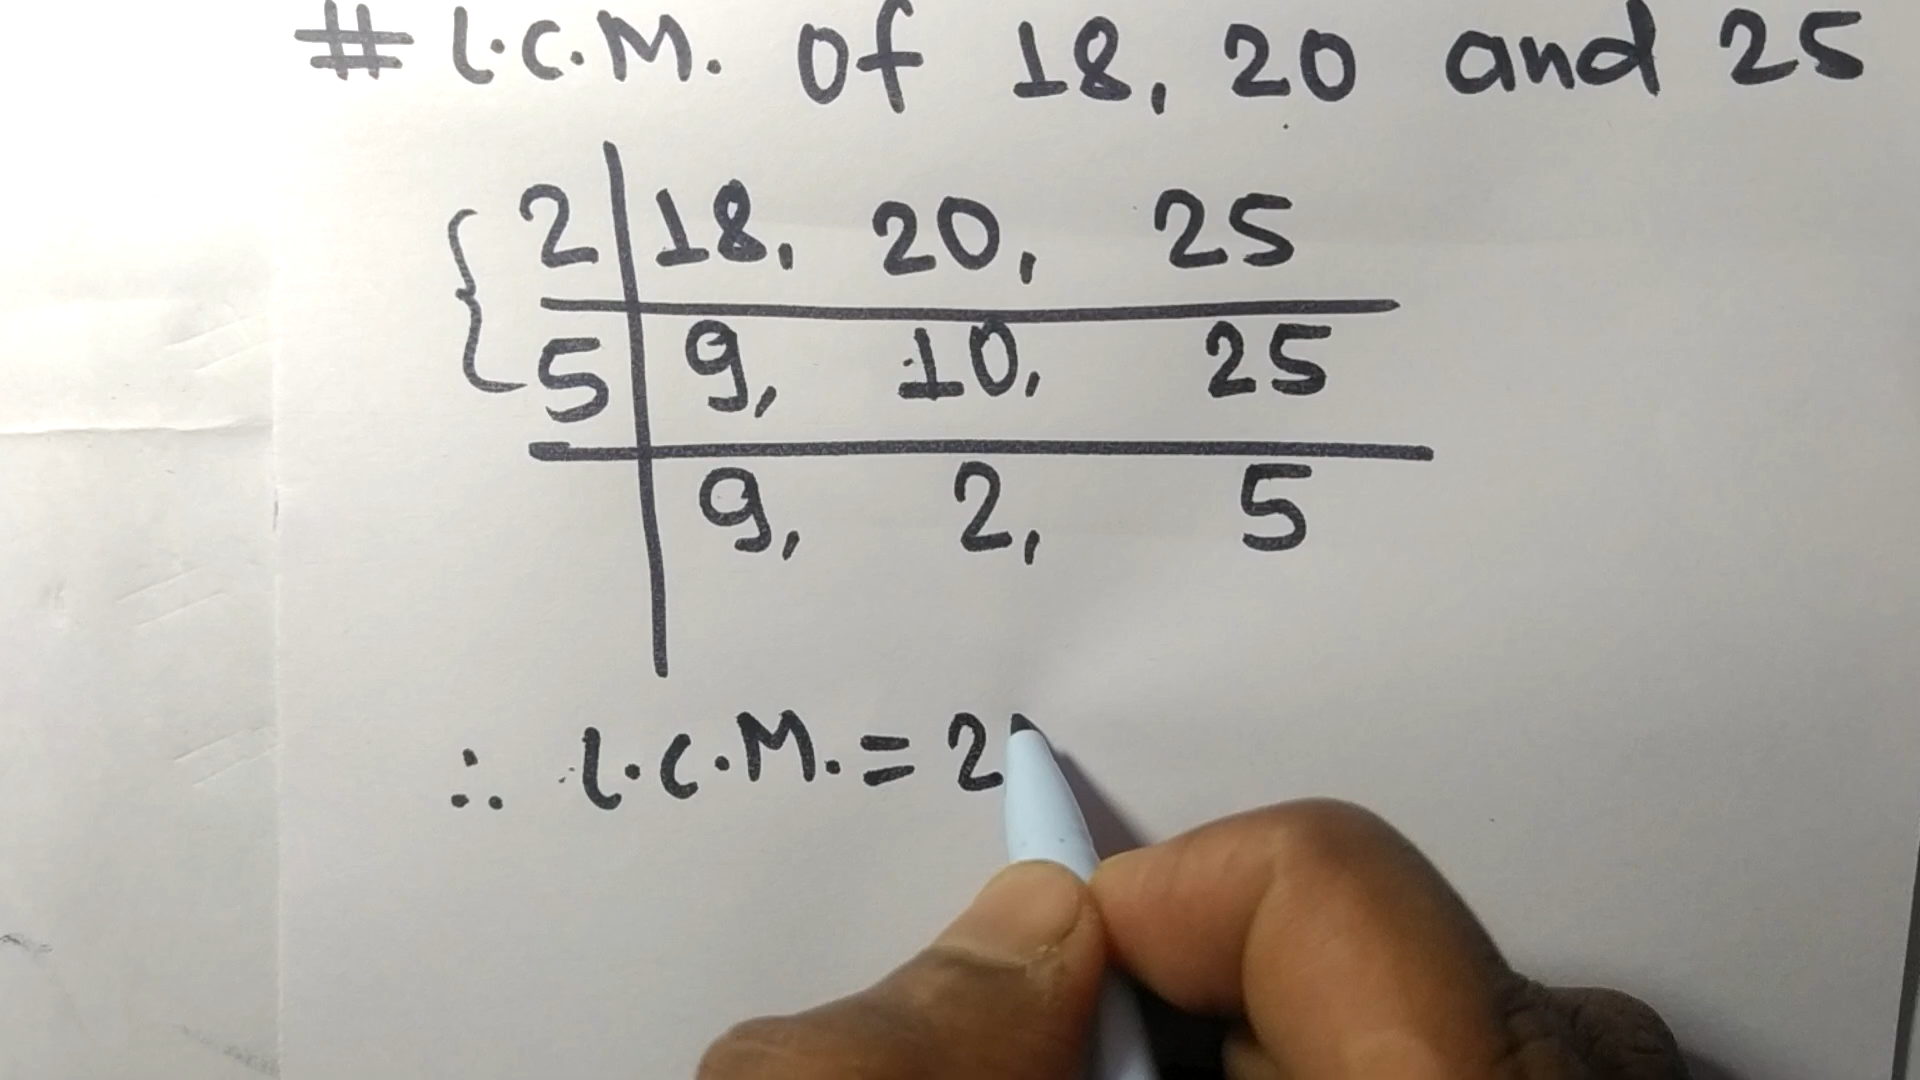 # L.C.M. Of 18, 20 and 25
2 18, 20, 25
5 9, 10, 25
9, 2, 5
∴ L.C.M. = 2